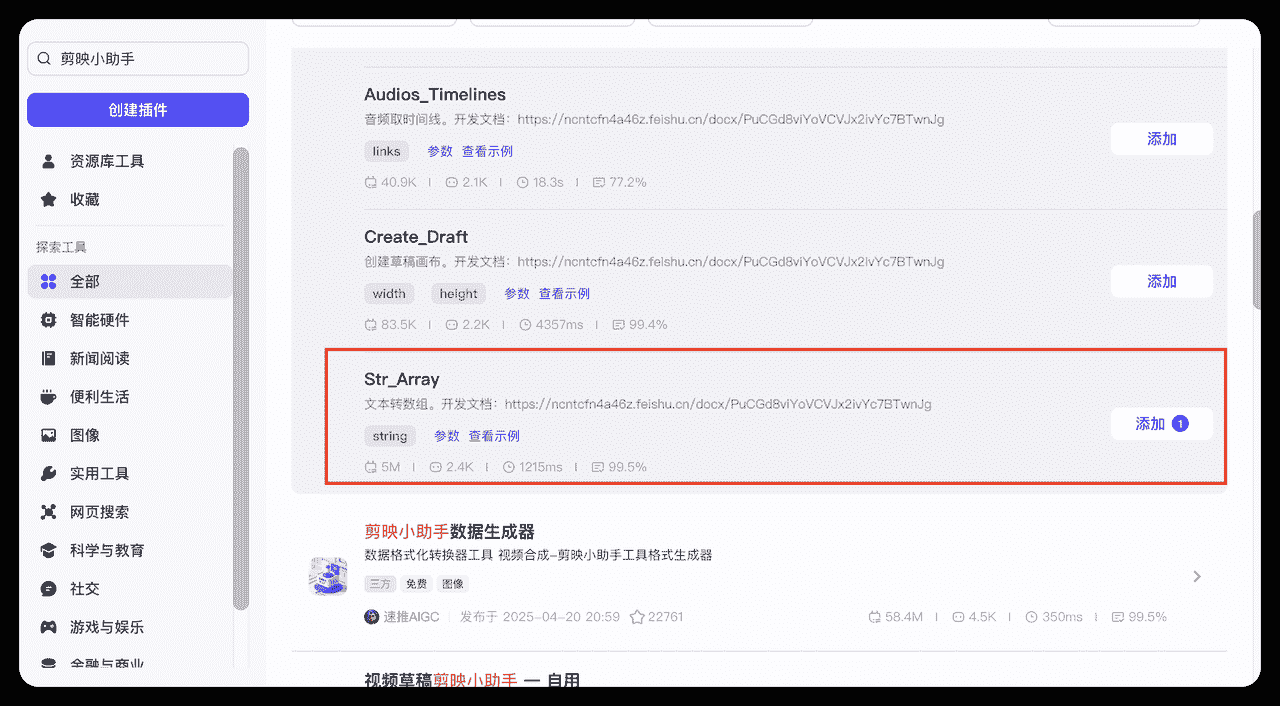 剪映小助手
创建插件
资源库工具
收藏
探索工具
全部
智能硬件
新闻阅读
便利生活
图像
实用工具
网页搜索
科学与教育
社交
游戏与娱乐
金融与商业
Audios_Timelines
音频取时间线。开发文档：https://ncntcfn4a46z.feishu.cn/docx/PuCGd8viYoVCVJx2ivYc7BTwnJg
links 参数 查看示例
添加
40.9K 2.1K 18.3s 77.2%
Create_Draft
创建草稿画布。开发文档：https://ncntcfn4a46z.feishu.cn/docx/PuCGd8viYoVCVJx2ivYc7BTwnJg
width height 参数 查看示例
添加
83.5K 2.2K 4357ms 99.4%
Str_Array
文本转数组。开发文档：https://ncntcfn4a46z.feishu.cn/docx/PuCGd8viYoVCVJx2ivYc7BTwnJg
string 参数 查看示例
添加 1
5M 2.4K 1215ms 99.5%
剪映小助手数据生成器
数据格式化转换器工具 视频合成-剪映小助手工具格式生成器
三方 免费 图像
速推AIGC 发布于 2025-04-20 20:59 22761 58.4M 4.5K 350ms 99.5%
视频草稿剪映小助手 — 自用